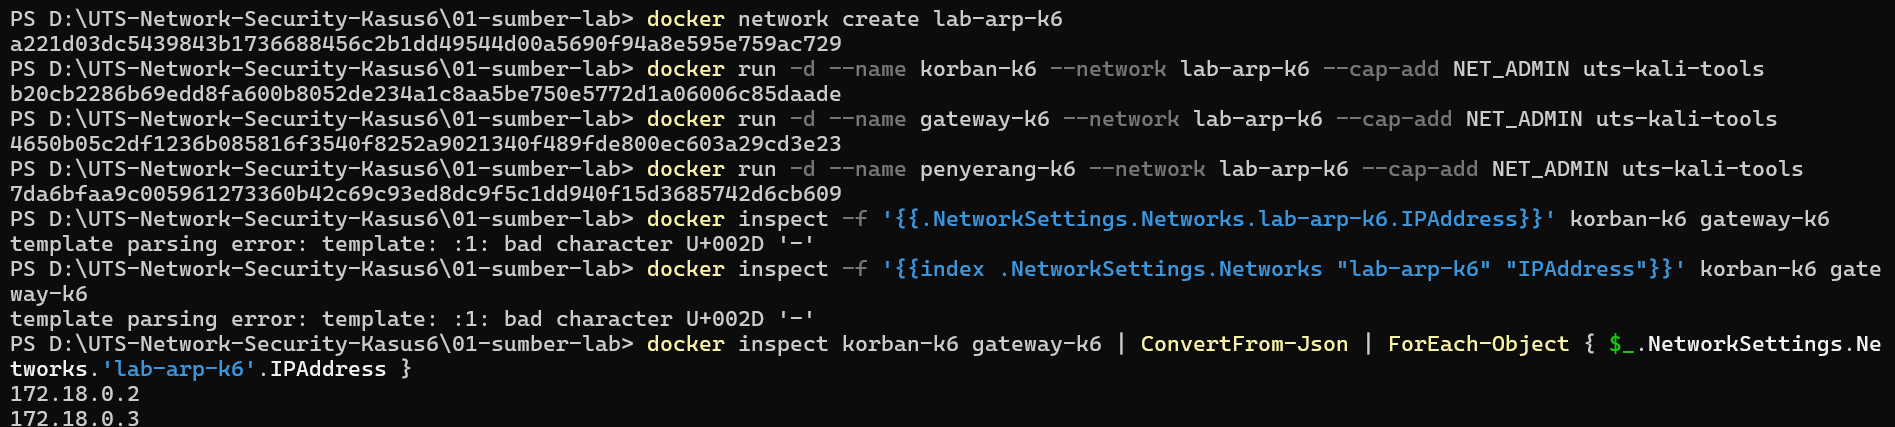 PS D:\UTS-Network-Security-Kasus6\01-sumber-lab> docker network create lab-arp-k6
a221d03dc5439843b1736688456c2b1dd49544d00a5690f94a8e595e759ac729
PS D:\UTS-Network-Security-Kasus6\01-sumber-lab> docker run -d --name korban-k6 --network lab-arp-k6 --cap-add NET_ADMIN uts-kali-tools
b20cb2286b69edd8fa600b8052de234a1c8aa5be750e5772d1a06006c85daade
PS D:\UTS-Network-Security-Kasus6\01-sumber-lab> docker run -d --name gateway-k6 --network lab-arp-k6 --cap-add NET_ADMIN uts-kali-tools
4650b05c2df1236b085816f3540f8252a9021340f489fde800ec603a29cd3e23
PS D:\UTS-Network-Security-Kasus6\01-sumber-lab> docker run -d --name penyerang-k6 --network lab-arp-k6 --cap-add NET_ADMIN uts-kali-tools
7da6bfaa9c005961273360b42c69c93ed8dc9f5c1dd940f15d3685742d6cb609
PS D:\UTS-Network-Security-Kasus6\01-sumber-lab> docker inspect -f '{{.NetworkSettings.Networks.lab-arp-k6.IPAddress}}' korban-k6 gateway-k6
template parsing error: template: :1: bad character U+002D '-'
PS D:\UTS-Network-Security-Kasus6\01-sumber-lab> docker inspect -f '{{index .NetworkSettings.Networks "lab-arp-k6" "IPAddress"}}' korban-k6 gate
way-k6
template parsing error: template: :1: bad character U+002D '-'
PS D:\UTS-Network-Security-Kasus6\01-sumber-lab> docker inspect korban-k6 gateway-k6 | ConvertFrom-Json | ForEach-Object { $_.NetworkSettings.Ne
tworks.'lab-arp-k6'.IPAddress }
172.18.0.2
172.18.0.3